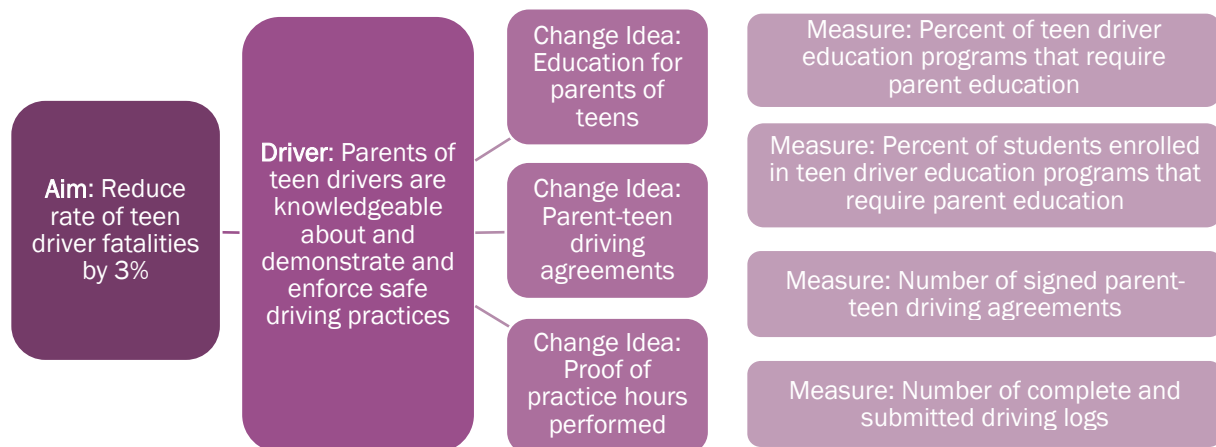 Aim: Reduce
rate of teen
driver fatalities
by 3%
Driver: Parents of
teen drivers are
knowledgeable
about and
demonstrate and
enforce safe
driving practices
Change Idea:
Education for
parents of
teens
Change Idea:
Parent-teen
driving
agreements
Change Idea:
Proof of
practice hours
performed
Measure: Percent of teen driver
education programs that require
parent education
Measure: Percent of students enrolled
in teen driver education programs that
require parent education
Measure: Number of signed parent-
teen driving agreements
Measure: Number of complete and
submitted driving logs